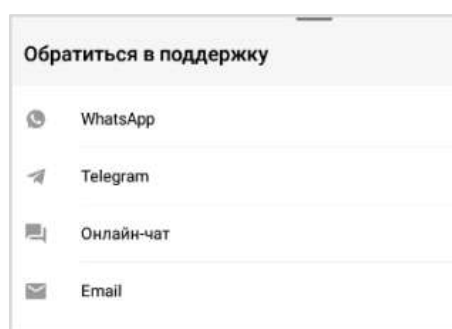 Обратиться в поддержку
WhatsApp
Telegram
Онлайн-чат
Email